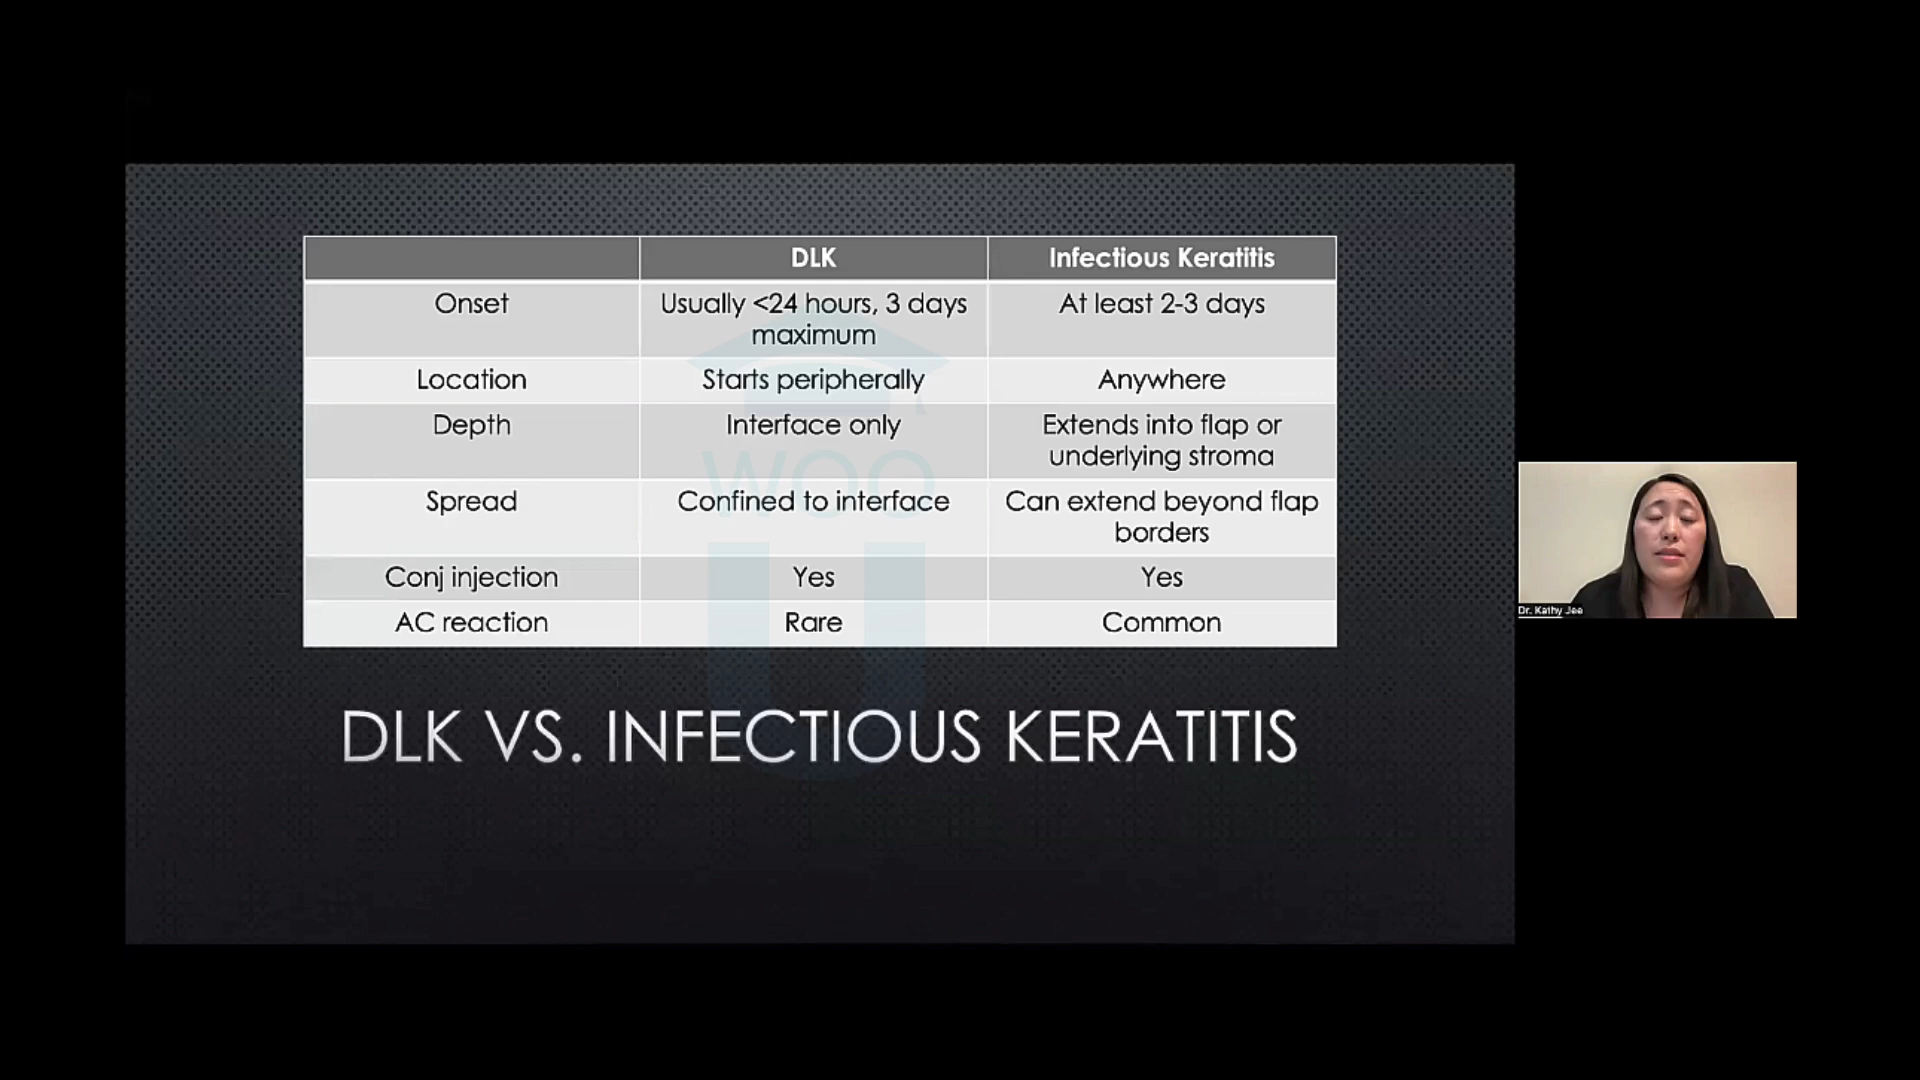 DLK Infectious Keratitis
Onset Usually <24 hours, 3 days maximum At least 2-3 days
Location Starts peripherally Anywhere
Depth Interface only Extends into flap or underlying stroma
Spread Confined to interface Can extend beyond flap borders
Conj injection Yes Yes
AC reaction Rare Common
WOO
U
DLK VS. INFECTIOUS KERATITIS
Dr. Kathy Jee